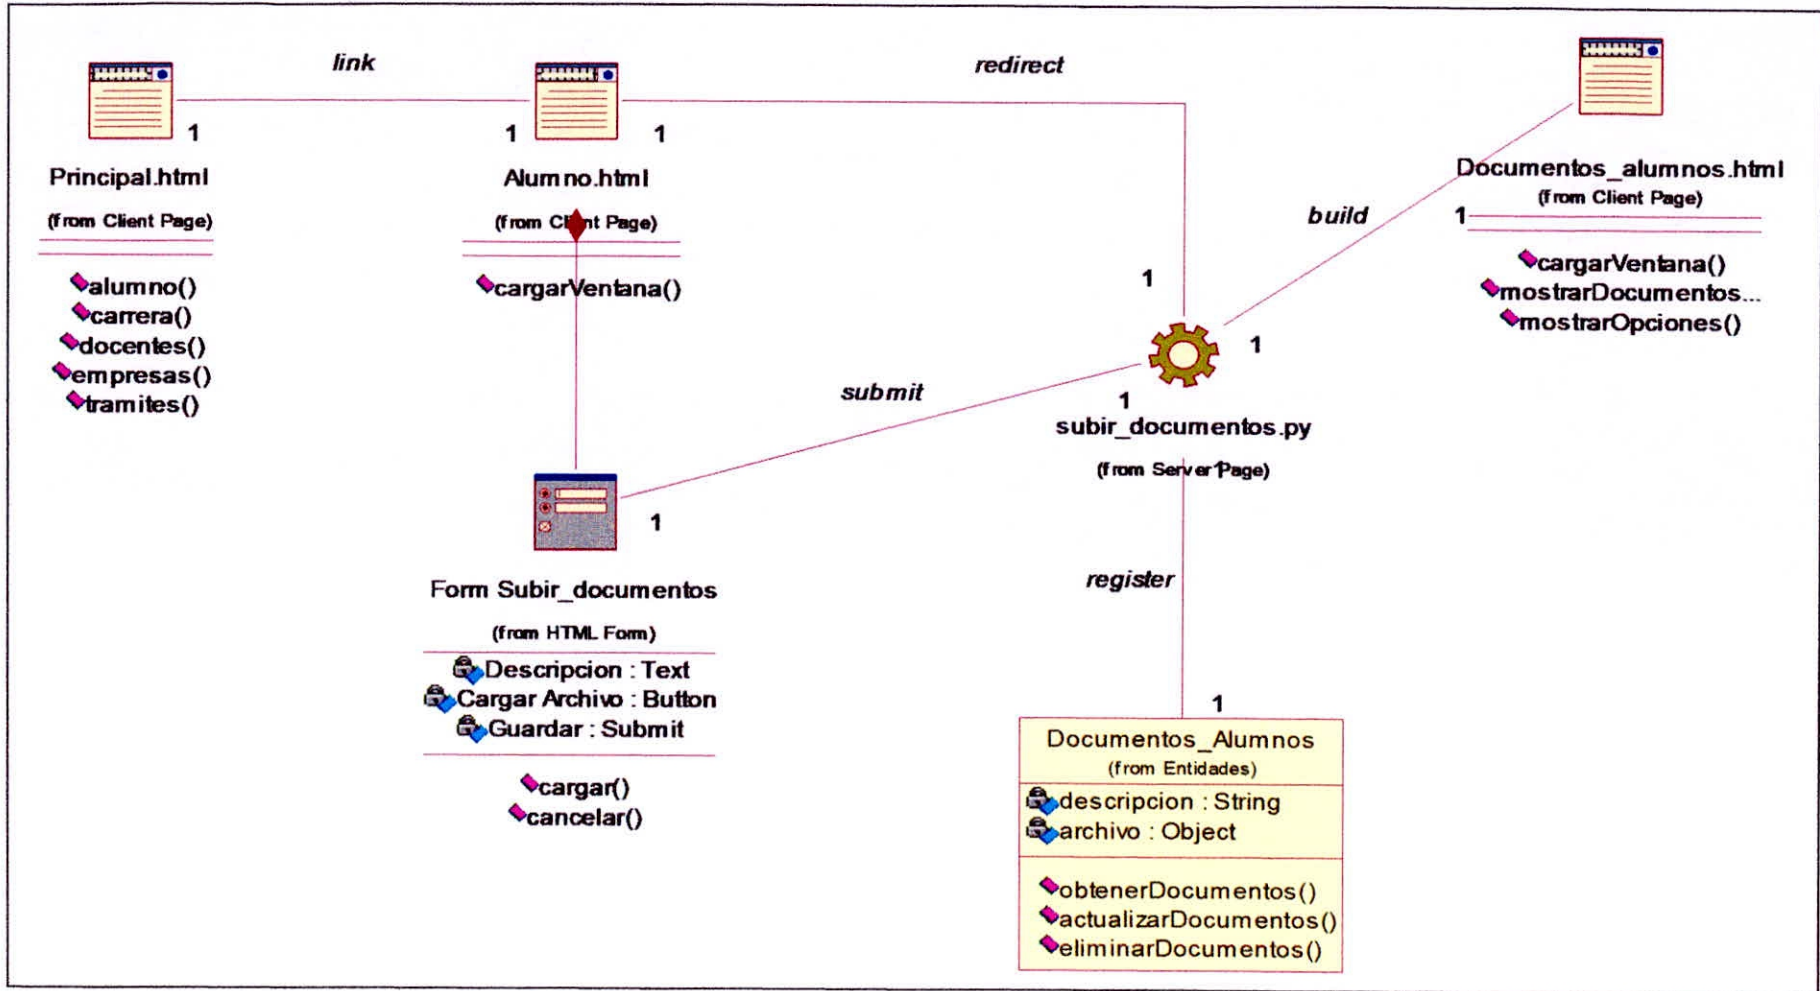 link
redirect
1
1
1
Principal.html
(from Client Page)
alumno()
carrera()
docentes()
empresas()
tramites()
Alumno.html
(from Client Page)
cargarVentana()
Documentos_alumnos.html
(from Client Page)
1
cargarVentana()
mostrarDocumentos...
mostrarOpciones()
build
1
1
submit
1
subir_documentos.py
(from Server Page)
1
1
Form Subir_documentos
(from HTML Form)
Descripcion : Text
Cargar Archivo : Button
Guardar : Submit
cargar()
cancelar()
register
1
Documentos_Alumnos
(from Entidades)
descripcion : String
archivo : Object
obtenerDocumentos()
actualizarDocumentos()
eliminarDocumentos()